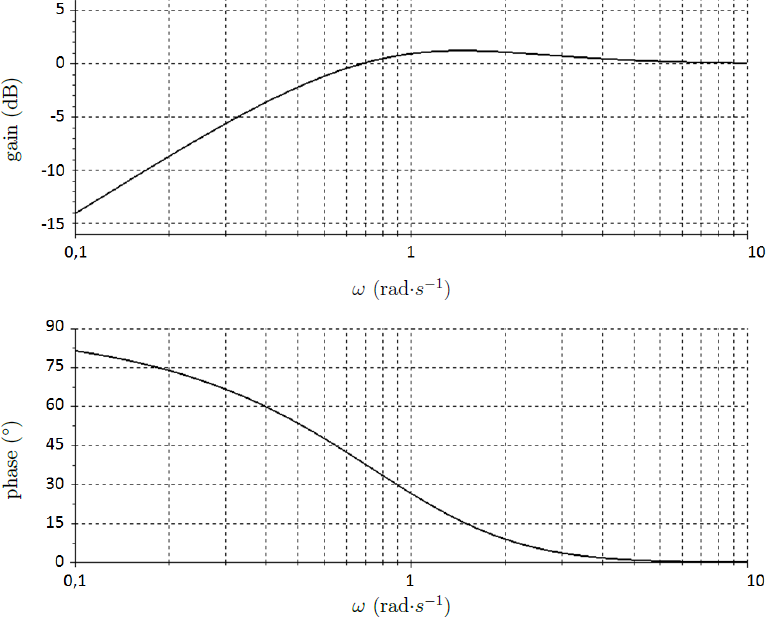 gain (dB)
5
0
-5
-10
-15
0,1 1 10
ω (rad·s⁻¹)
phase (°)
90
75
60
45
30
15
0
0,1 1 10
ω (rad·s⁻¹)